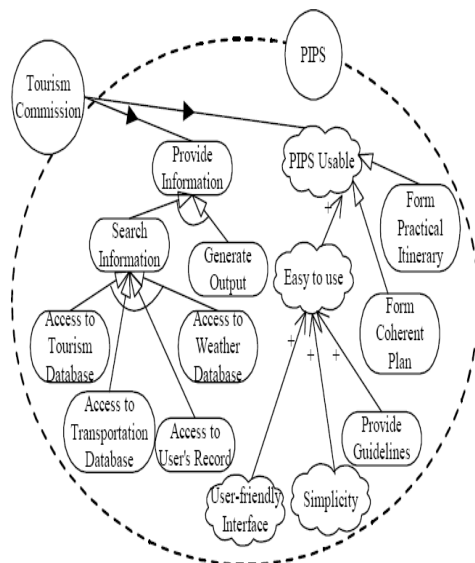 Tourism
Commission
PIPS
Provide
Information
PIPS Usable
Form
Practical
Itinerary
Search
Information
Generate
Output
+
Easy to use
Form
Coherent
Plan
Access to
Tourism
Database
Access to
Weather
Database
+
+
+
Access to
Transportation
Database
Access to
User's Record
Provide
Guidelines
User-friendly
Interface
Simplicity